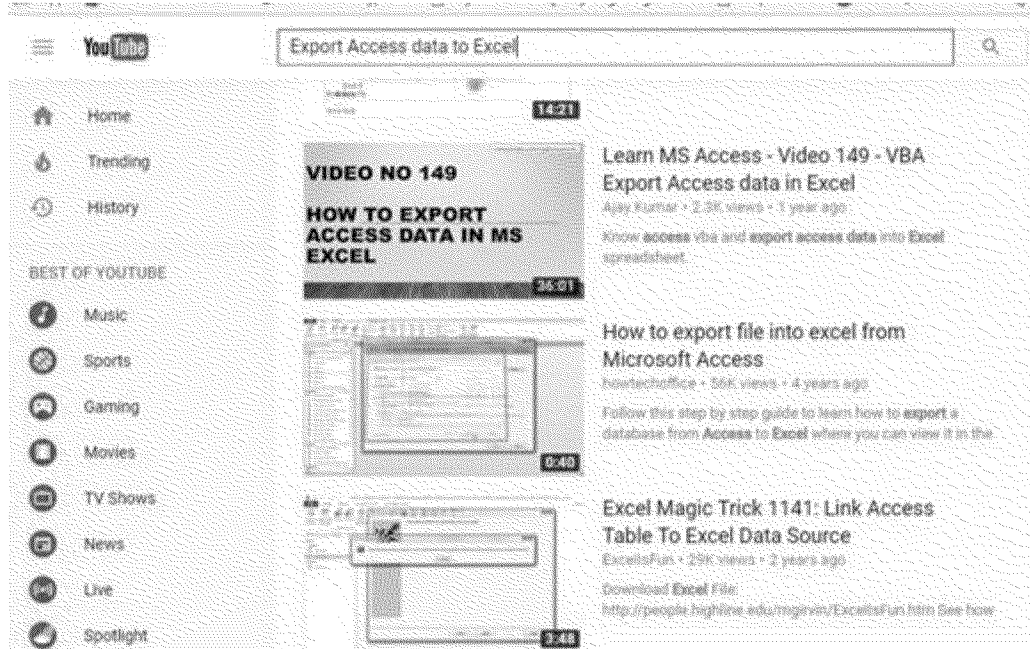 YouTube
Export Access data to Excel
Home
Trending
History
BEST OF YOUTUBE
Music
Sports
Gaming
Movies
TV Shows
News
Live
Spotlight
14:21
VIDEO NO 149
HOW TO EXPORT
ACCESS DATA IN MS
EXCEL
36:01
Learn MS Access - Video 149 - VBA
Export Access data in Excel
Ajay Kumar • 2.3K views • 1 year ago
Know access vba and export access data into Excel
spreadsheet.
0:40
How to export file into excel from
Microsoft Access
howtechoffice • 56K views • 4 years ago
Follow this step by step guide to learn how to export a
database from Access to Excel where you can view it in the
3:48
Excel Magic Trick 1141: Link Access
Table To Excel Data Source
ExcelIsFun • 29K views • 2 years ago
Download Excel File:
http://people.highline.edu/mgirvin/ExcelIsFun.htm See how